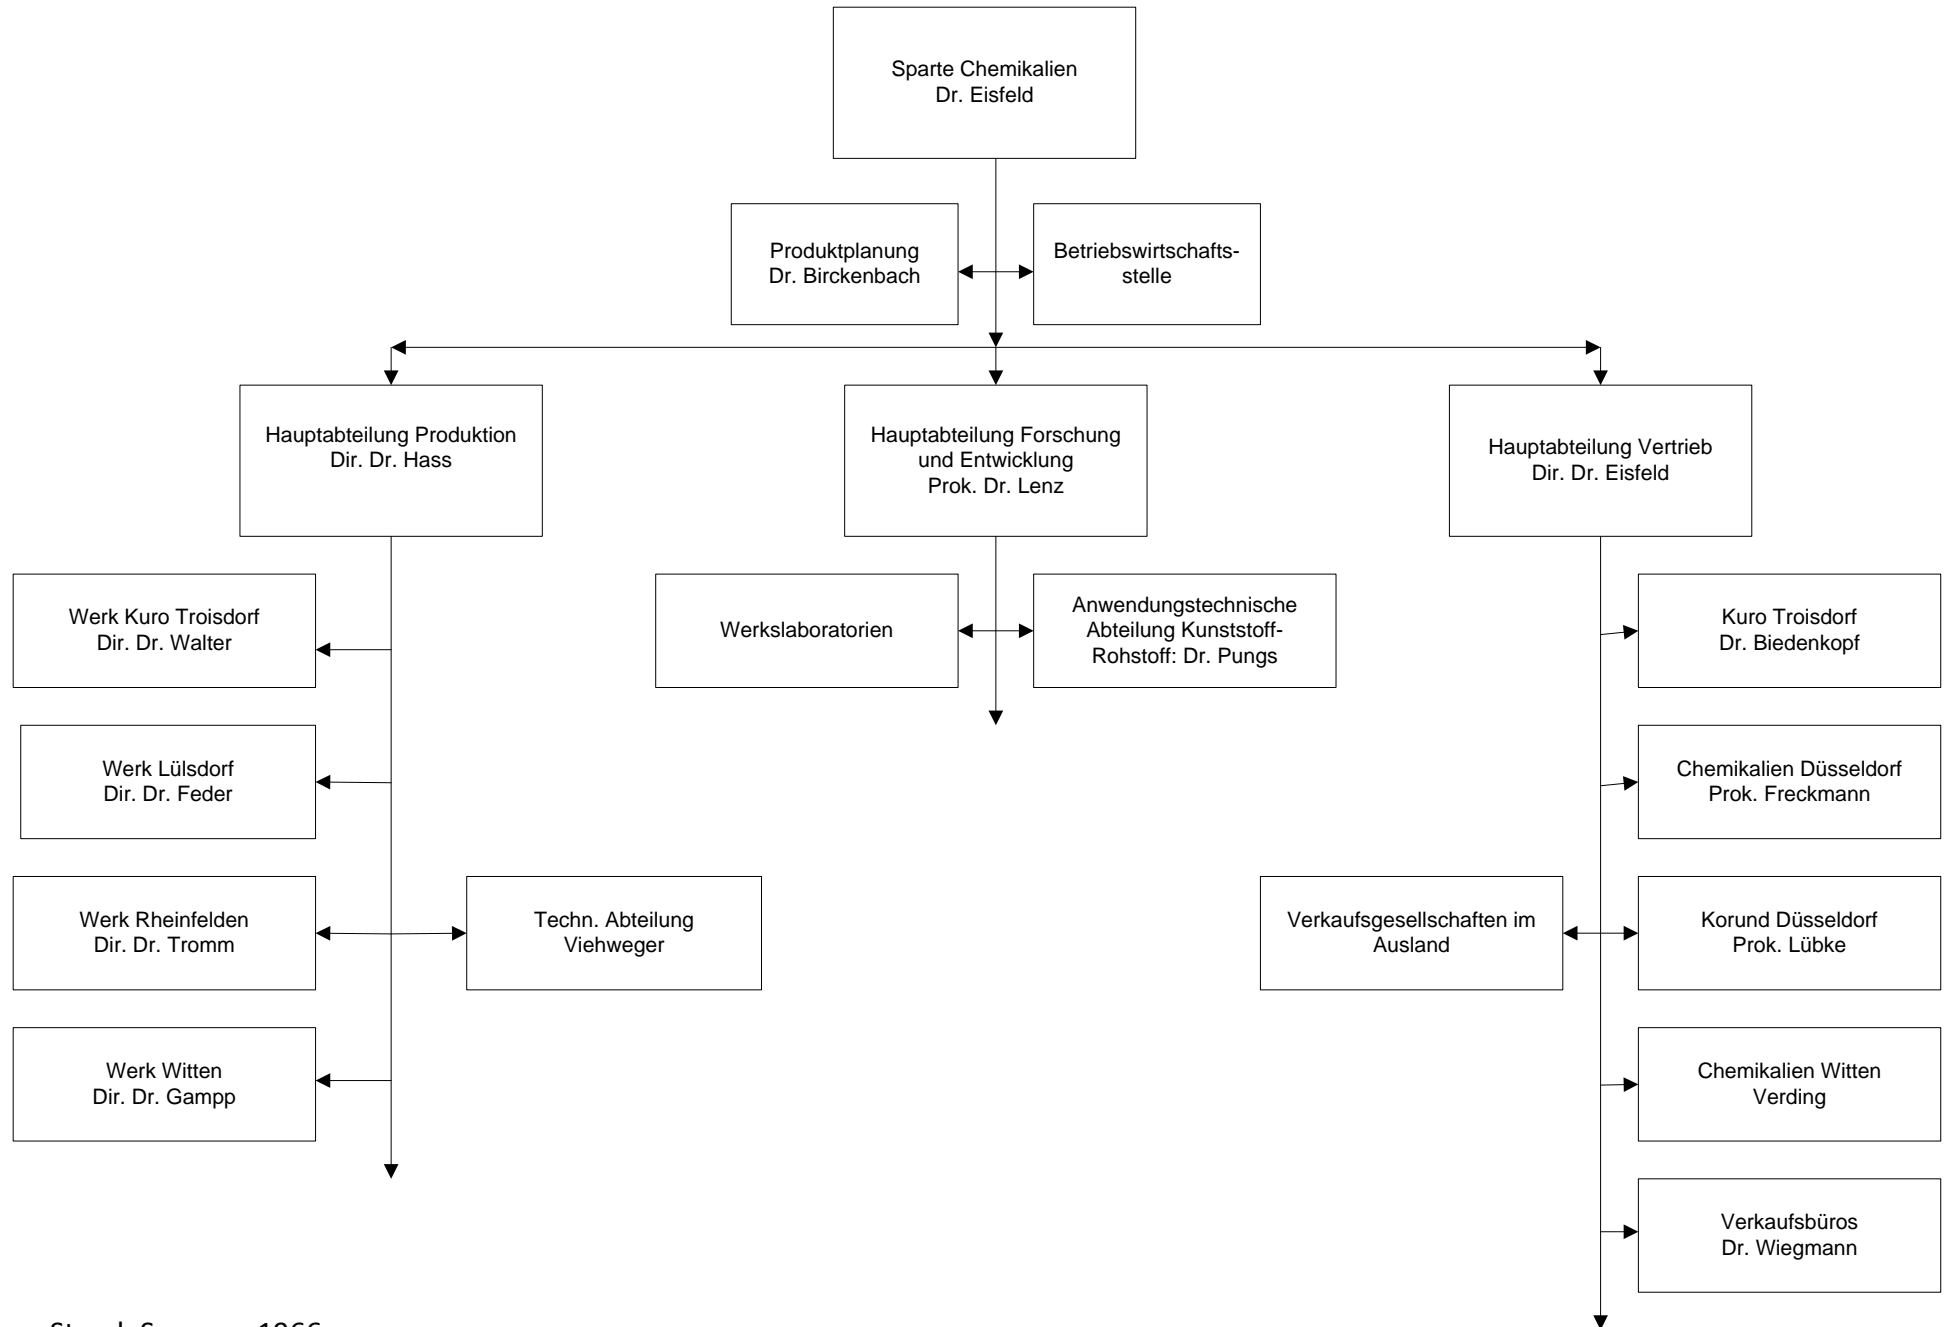 Sparte Chemikalien
Dr. Eisfeld
Produktplanung
Dr. Birckenbach
Betriebswirtschafts-
stelle
Hauptabteilung Produktion
Dir. Dr. Hass
Hauptabteilung Forschung
und Entwicklung
Prok. Dr. Lenz
Hauptabteilung Vertrieb
Dir. Dr. Eisfeld
Werk Kuro Troisdorf
Dir. Dr. Walter
Werkslaboratorien
Anwendungstechnische
Abteilung Kunststoff-
Rohstoff: Dr. Pungs
Kuro Troisdorf
Dr. Biedenkopf
Werk Lülsdorf
Dir. Dr. Feder
Chemikalien Düsseldorf
Prok. Freckmann
Werk Rheinfelden
Dir. Dr. Tromm
Techn. Abteilung
Viehweger
Verkaufsgesellschaften im
Ausland
Korund Düsseldorf
Prok. Lübke
Werk Witten
Dir. Dr. Gampp
Chemikalien Witten
Verding
Verkaufsbüros
Dr. Wiegmann